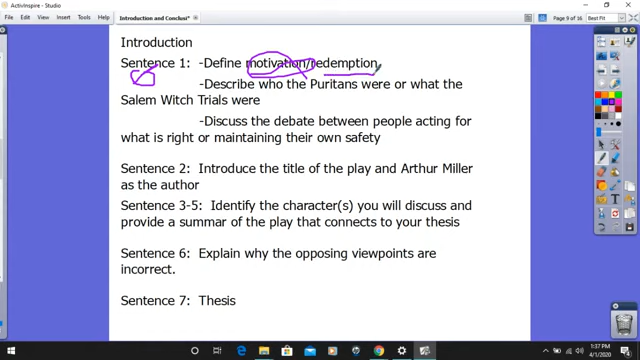 ActivInspire - Studio
File Edit View Insert Tools Help
Introduction and Conclusi*
Page 9 of 16
Best Fit
Introduction
Sentence 1: -Define motivation/redemption
-Describe who the Puritans were or what the
Salem Witch Trials were
-Discuss the debate between people acting for
what is right or maintaining their own safety
Sentence 2: Introduce the title of the play and Arthur Miller
as the author
Sentence 3-5: Identify the character(s) you will discuss and
provide a summar of the play that connects to your thesis
Sentence 6: Explain why the opposing viewpoints are
incorrect.
Sentence 7: Thesis
1:37 PM
4/1/2020